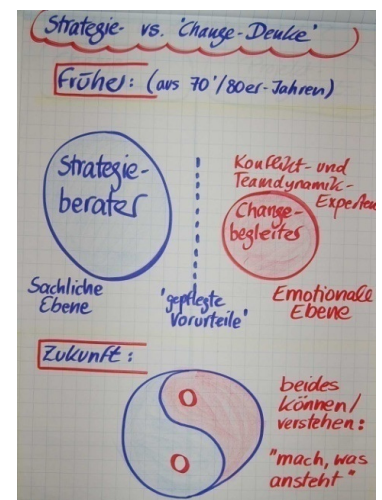 Strategie- vs. 'Change-Denke'
Früher: (aus 70'/80er-Jahren)
Strategie-
berater
Sachliche
Ebene
'gepflegte
Vorurteile'
Konflikt- und
Teamdynamik-
Experten
Change-
begleiter
Emotionale
Ebene
Zukunft:
beides
können/
verstehen:
"mach, was
ansteht"